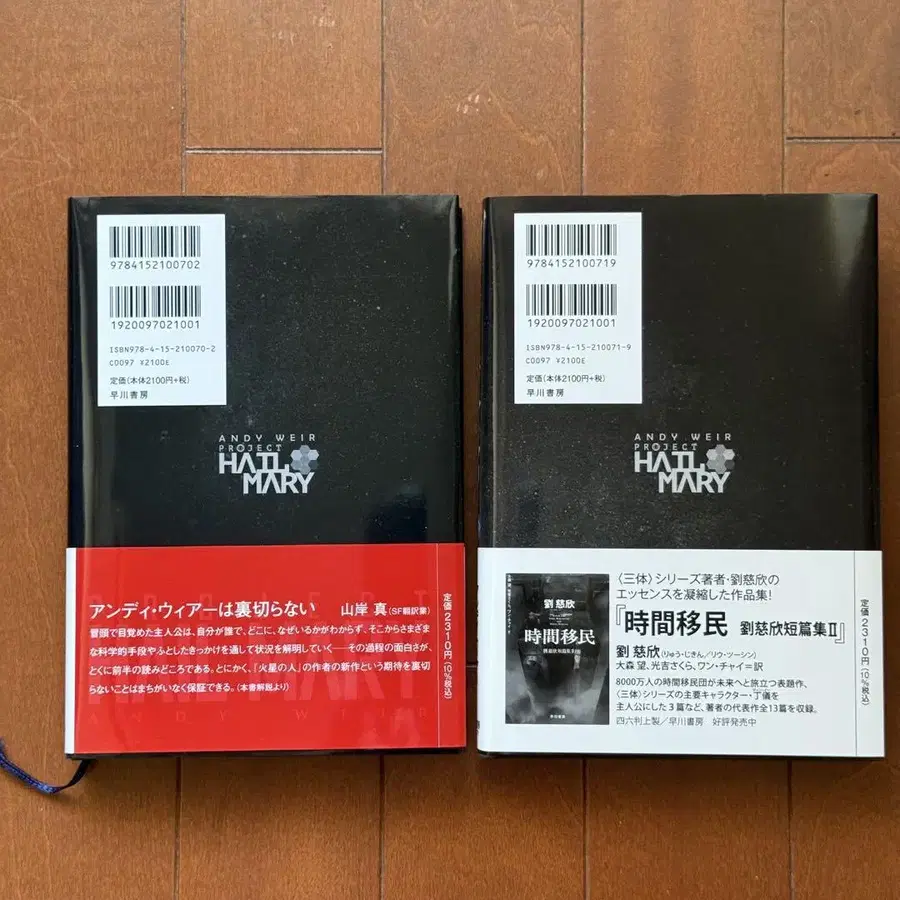 9784152100702
1920097021001
ISBN978-4-15-210070-2
C0097 ¥2100E
定価(本体2100円+税)
早川書房
ANDY WEIR
PROJECT
HAIL
MARY
アンディ・ウィアーは裏切らない 山岸 真(SF翻訳業)
冒頭で目覚めた主人公は、自分が誰で、どこに、なぜいるかがわからず、そこからさまざま
な科学的手段やふとしたきっかけを通して状況を解明していく──その過程の面白さが、
とくに前半の読みどころである。とにかく、「火星の人」の作者の新作という期待を裏切
らないことはまちがいなく保証できる。(本書解説より)
ANDY WEIR
定価2310円(10%税込)
9784152100719
1920097021001
ISBN978-4-15-210071-9
C0097 ¥2100E
定価(本体2100円+税)
早川書房
ANDY WEIR
PROJECT
HAIL
MARY
劉慈欣
時間移民
劉慈欣短篇集Ⅱ
早川書房
〈三体〉シリーズ著者・劉慈欣の
エッセンスを凝縮した作品集!
『時間移民 劉慈欣短篇集Ⅱ』
劉 慈欣(りゅう・じきん/リウ・ツーシン)
大森 望、光吉さくら、ワン・チャイ=訳
8000万人の時間移民団が未来へと旅立つ表題作、
〈三体〉シリーズの主要キャラクター・丁儀を
主人公にした3篇など、著者の代表作全13篇を収録。
四六判上製/早川書房 好評発売中
定価2310円(10%税込)